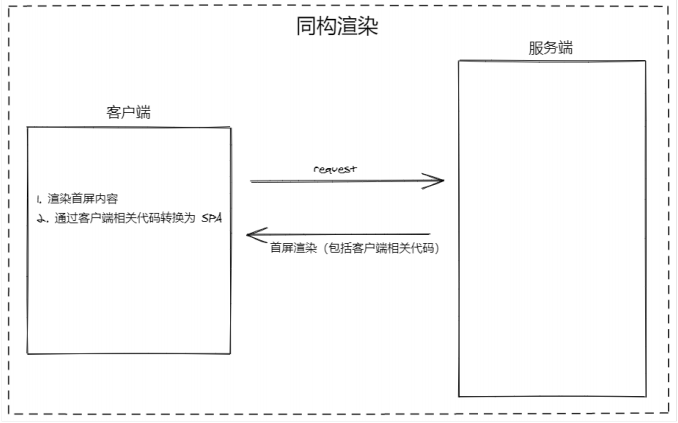 同构渲染
服务端
客户端
request
1. 渲染首屏内容
2. 通过客户端相关代码转换为 SPA
首屏渲染（包括客户端相关代码）